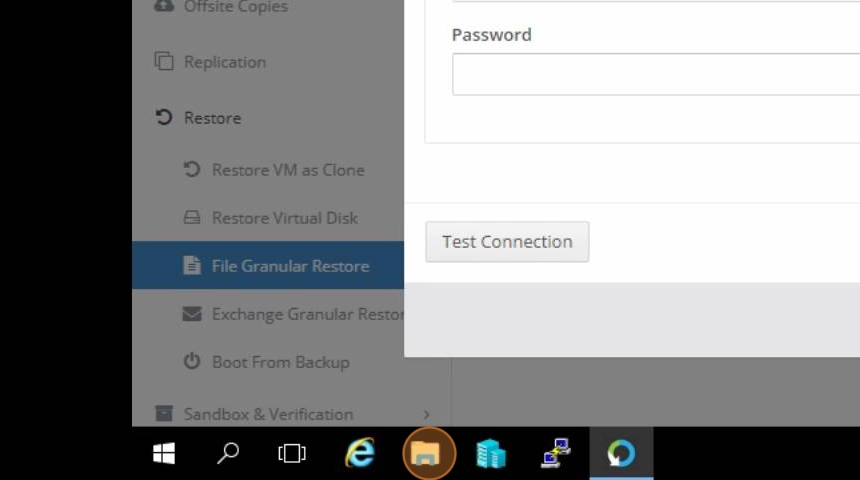 Offsite Copies
Password
Replication
Restore
Restore VM as Clone
Restore Virtual Disk
Test Connection
File Granular Restore
Exchange Granular Restor
Boot From Backup
Sandbox & Verification